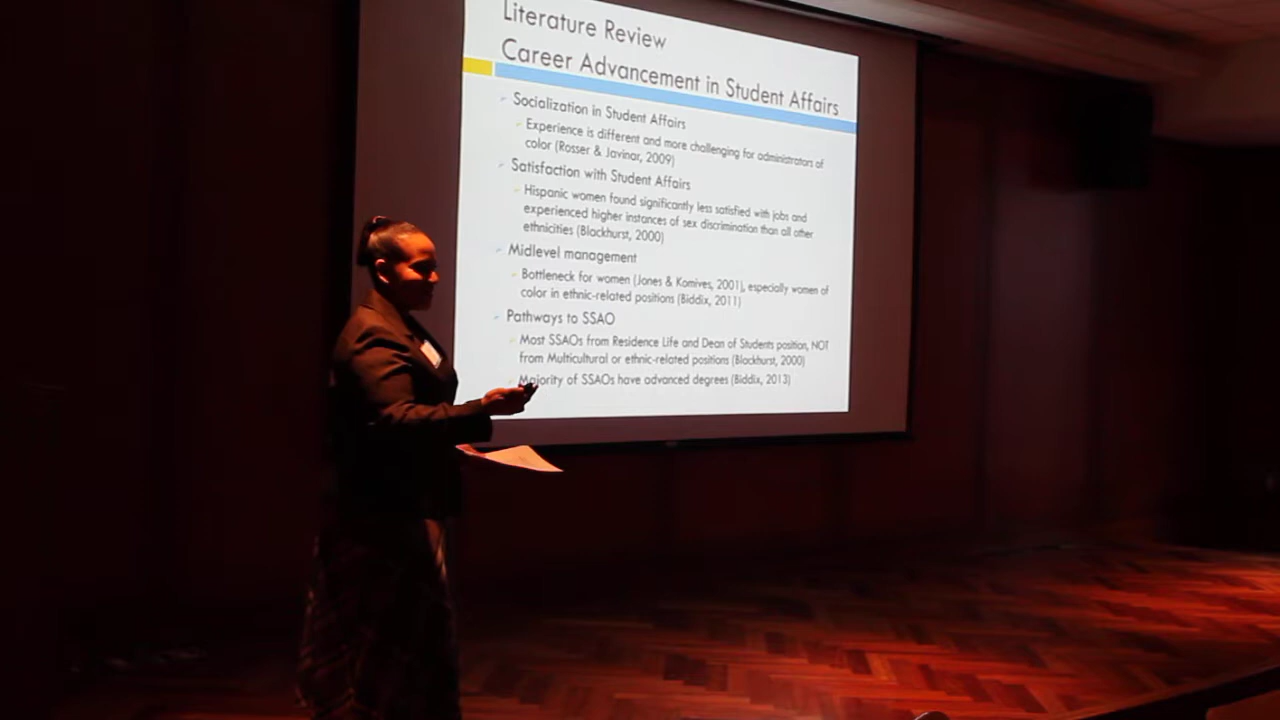 Literature Review
Career Advancement in Student Affairs
Socialization in Student Affairs
Experience is different and more challenging for administrators of
color (Rosser & Javinar, 2009)
Satisfaction with Student Affairs
Hispanic women found significantly less satisfied with jobs and
experienced higher instances of sex discrimination than all other
ethnicities (Blackhurst, 2000)
Midlevel management
Bottleneck for women (Jones & Komives, 2001), especially women of
color in ethnic-related positions (Biddix, 2011)
Pathways to SSAO
Most SSAOs from Residence Life and Dean of Students position, NOT
from Multicultural or ethnic-related positions (Blackhurst, 2000)
Majority of SSAOs have advanced degrees (Biddix, 2013)